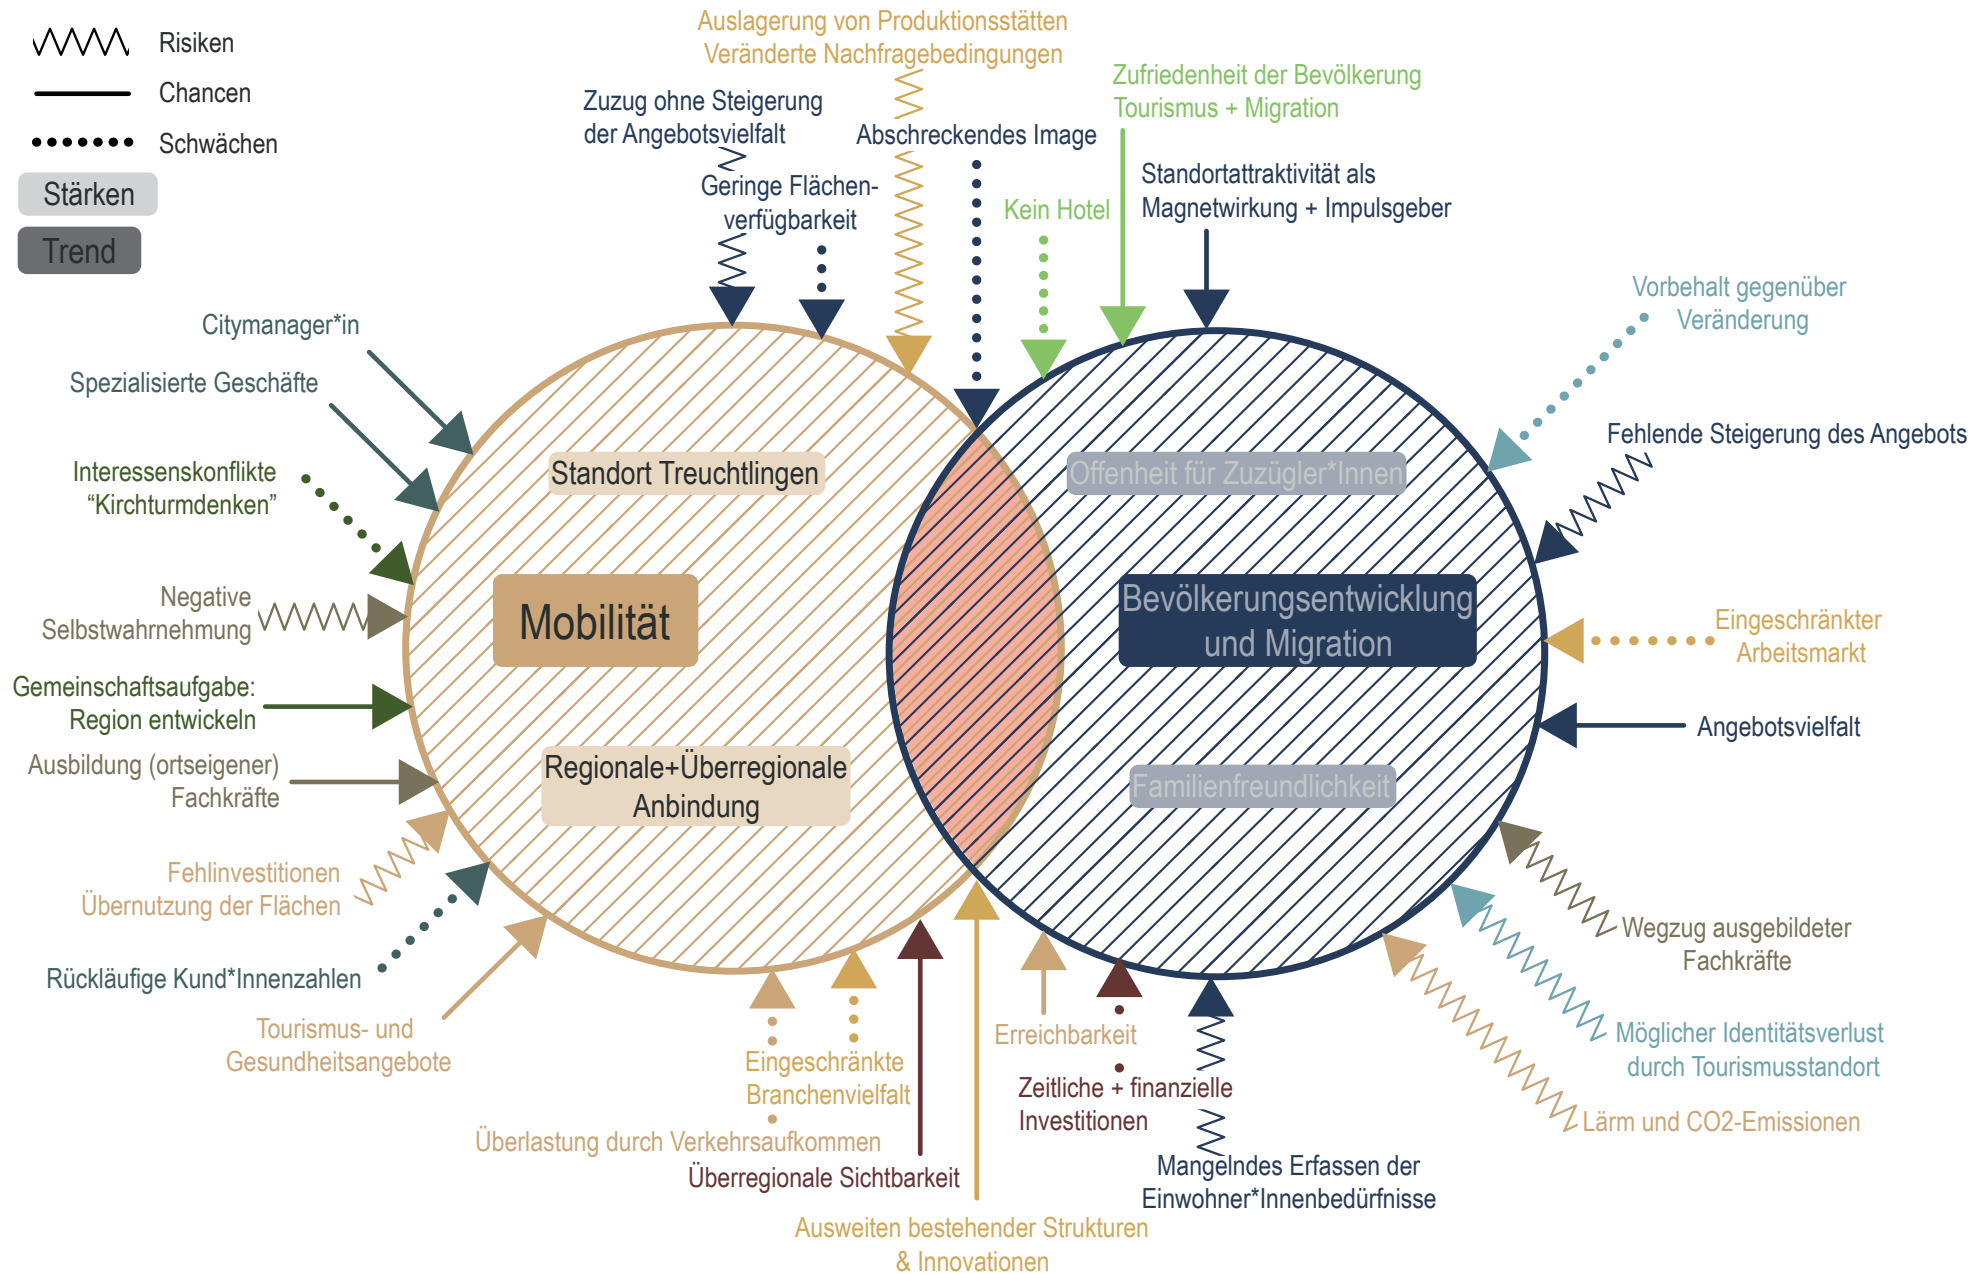 Risiken
Chancen
Schwächen
Stärken
Trend
Auslagerung von Produktionsstätten
Veränderte Nachfragebedingungen
Zuzug ohne Steigerung
der Angebotsvielfalt
Abschreckendes Image
Zufriedenheit der Bevölkerung
Tourismus + Migration
Geringe Flächen-
verfügbarkeit
Kein Hotel
Standortattraktivität als
Magnetwirkung + Impulsgeber
Vorbehalt gegenüber
Veränderung
Citymanager*in
Spezialisierte Geschäfte
Interessenskonflikte
“Kirchturmdenken”
Negative
Selbstwahrnehmung
Gemeinschaftsaufgabe:
Region entwickeln
Ausbildung (ortseigener)
Fachkräfte
Fehlinvestitionen
Übernutzung der Flächen
Rückläufige Kund*Innenzahlen
Tourismus- und
Gesundheitsangebote
Standort Treuchtlingen
Mobilität
Regionale+Überregionale
Anbindung
Offenheit für Zuzügler*Innen
Bevölkerungsentwicklung
und Migration
Familienfreundlichkeit
Fehlende Steigerung des Angebots
Eingeschränkter
Arbeitsmarkt
Angebotsvielfalt
Wegzug ausgebildeter
Fachkräfte
Möglicher Identitätsverlust
durch Tourismusstandort
Lärm und CO2-Emissionen
Eingeschränkte
Branchenvielfalt
Überlastung durch Verkehrsaufkommen
Überregionale Sichtbarkeit
Ausweiten bestehender Strukturen
& Innovationen
Erreichbarkeit
Zeitliche + finanzielle
Investitionen
Mangelndes Erfassen der
Einwohner*Innenbedürfnisse